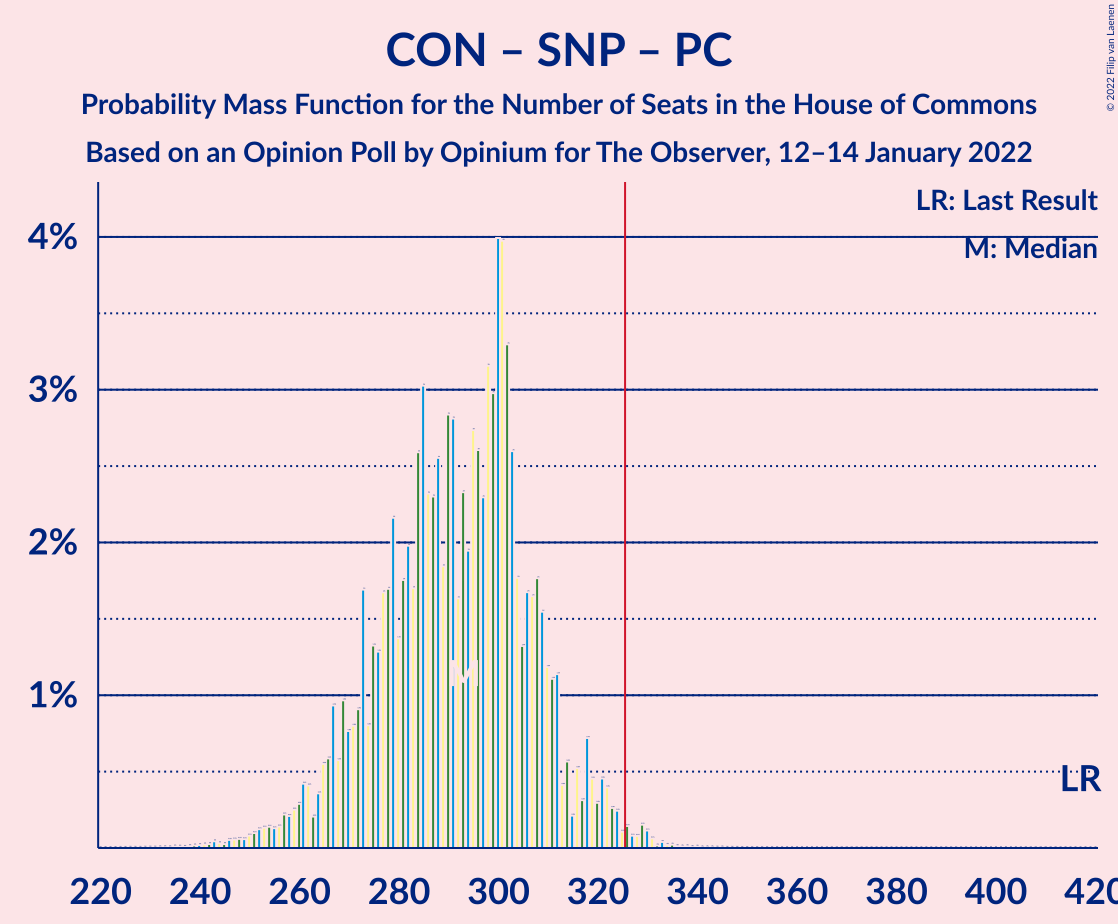 CON – SNP – PC
Probability Mass Function for the Number of Seats in the House of Commons
Based on an Opinion Poll by Opinium for The Observer, 12–14 January 2022
© 2022 Filip van Laenen
LR: Last Result
M: Median
4%
3%
2%
1%
M
LR
220 240 260 280 300 320 340 360 380 400 420